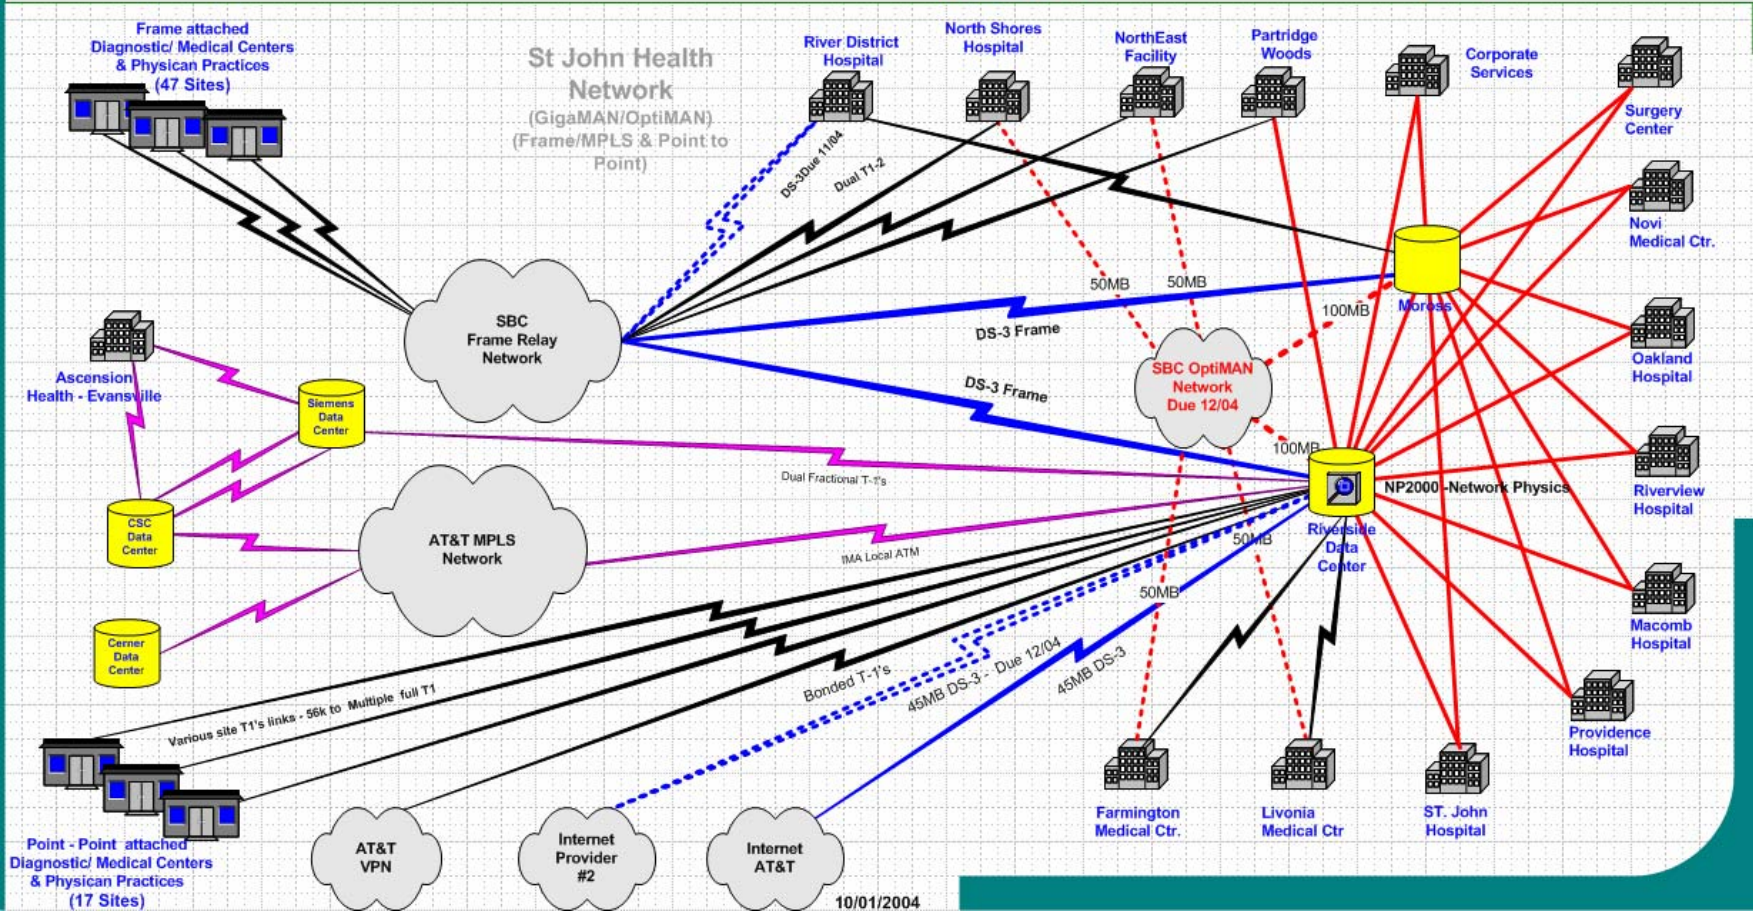 Frame attached
Diagnostic/ Medical Centers
& Physican Practices
(47 Sites)
St John Health
Network
(GigaMAN/OptiMAN)
(Frame/MPLS & Point to
Point)
River District
Hospital
North Shores
Hospital
NorthEast
Facility
Partridge
Woods
Corporate
Services
Surgery
Center
DS-3Due 11/04
Dual T1-2
Novi
Medical Ctr.
SBC
Frame Relay
Network
50MB
50MB
100MB
Moross
DS-3 Frame
DS-3 Frame
SBC OptiMAN
Network
Due 12/04
Oakland
Hospital
Ascension
Health - Evansville
Siemens
Data
Center
100MB
Dual Fractional T-1's
NP2000 -Network Physics
Riverview
Hospital
CSC
Data
Center
AT&T MPLS
Network
IMA Local ATM
Riverside
Data
Center
50MB
50MB
Cerner
Data
Center
Macomb
Hospital
Various site T1's links - 56k to Multiple full T1
Bonded T-1's
45MB DS-3 - Due 12/04
45MB DS-3
Providence
Hospital
Point - Point attached
Diagnostic/ Medical Centers
& Physican Practices
(17 Sites)
AT&T
VPN
Internet
Provider
#2
Internet
AT&T
Farmington
Medical Ctr.
Livonia
Medical Ctr
ST. John
Hospital
10/01/2004